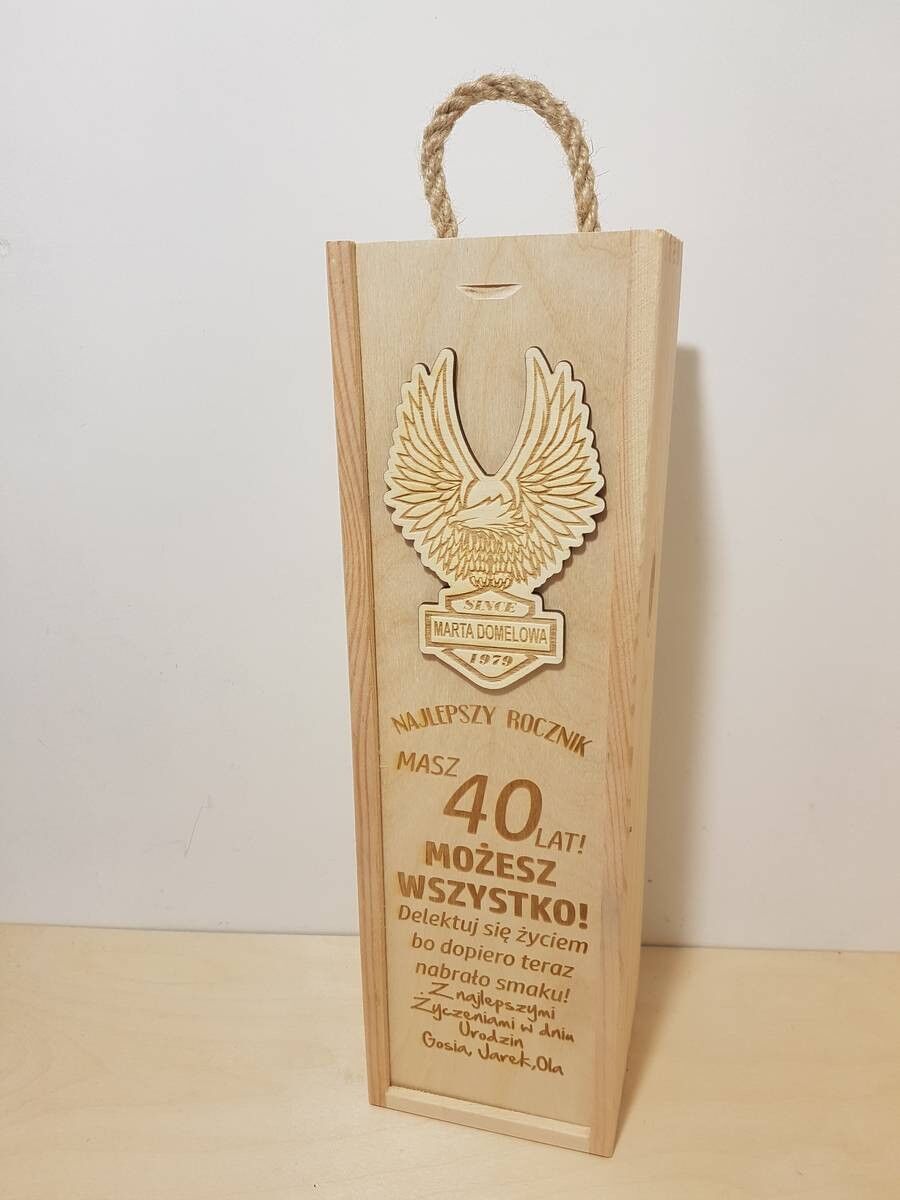 SINCE
MARTA DOMELOWA
1979
NAJLEPSZY ROCZNIK
MASZ
40 LAT!
MOŻESZ
WSZYSTKO!
Delektuj się życiem
bo dopiero teraz
nabrało smaku!
Z najlepszymi
Życzeniami w dniu
Urodzin
Gosia, Jarek, Ola